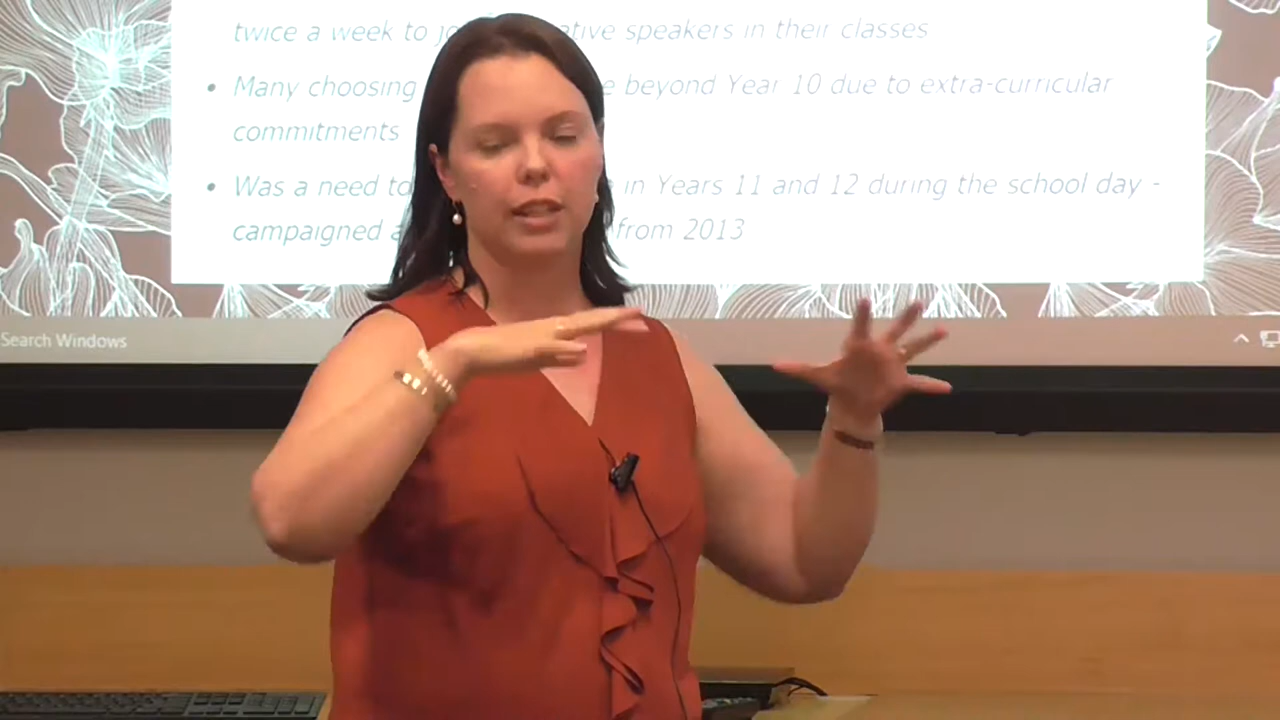 twice a week to jo ative speakers in their classes
• Many choosing e beyond Year 10 due to extra-curricular
commitments
• Was a need to in Years 11 and 12 during the school day -
campaigned a from 2013
Search Windows